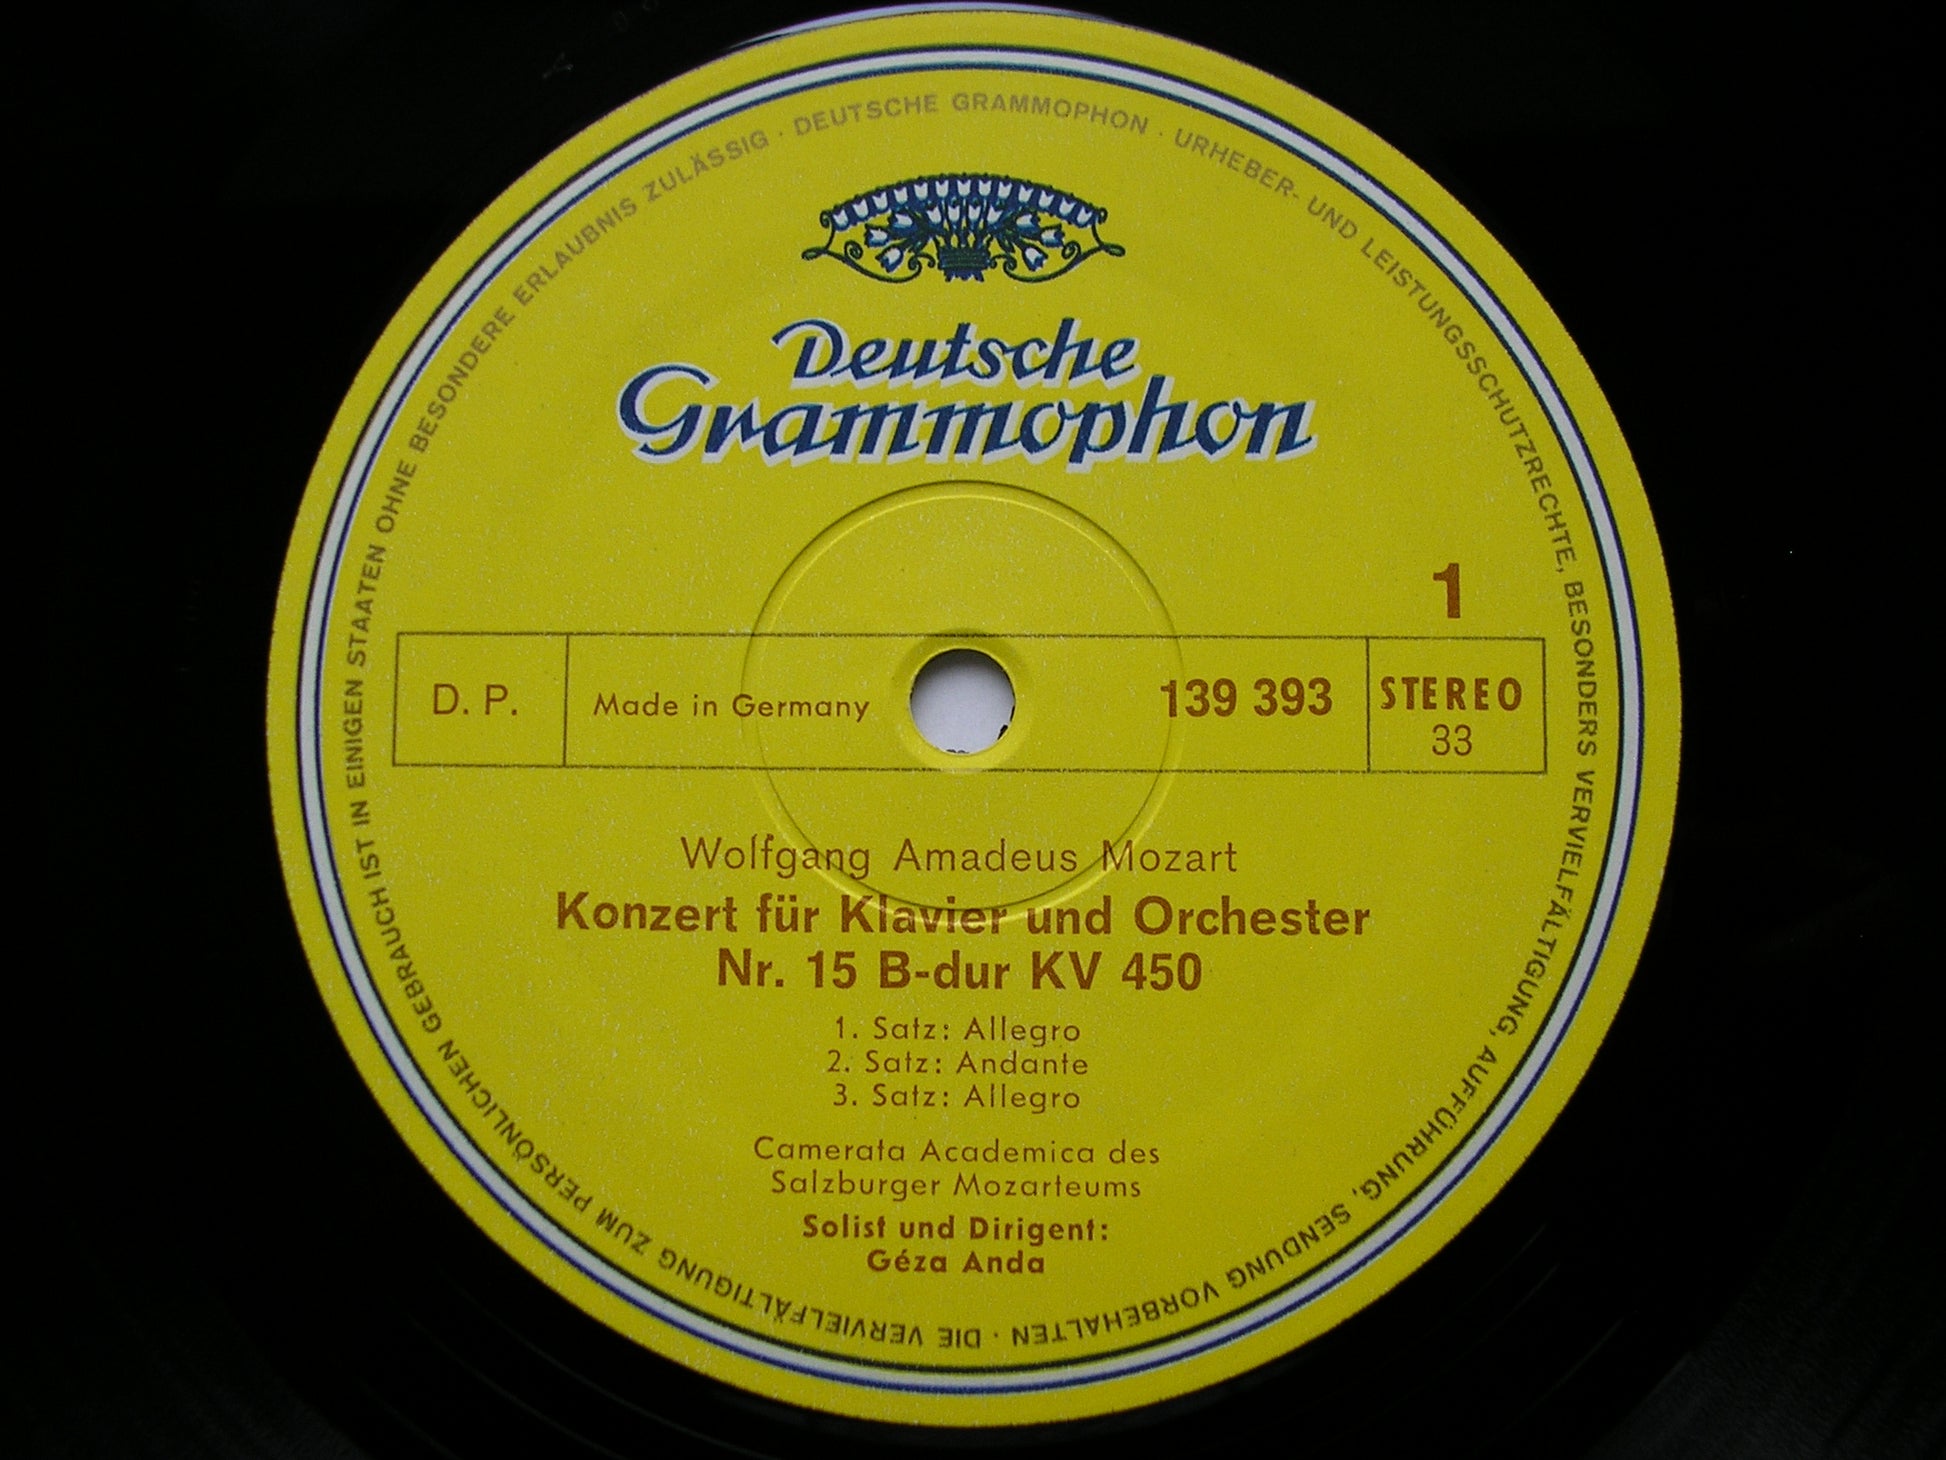 DEUTSCHE GRAMMOPHON · URHEBER- UND LEISTUNGSSCHUTZRECHTE, BESONDERS VERVIELFÄLTIGUNG, AUFFÜHRUNG, SENDUNG VORBEHALTEN · DIE VERVIELFÄLTIGUNG ZUM PERSÖNLICHEN GEBRAUCH IST IN EINIGEN STAATEN OHNE BESONDERE ERLAUBNIS ZULÄSSIG ·
Deutsche
Grammophon
1
D. P.
Made in Germany
139 393
STEREO
33
Wolfgang Amadeus Mozart
Konzert für Klavier und Orchester
Nr. 15 B-dur KV 450
1. Satz: Allegro
2. Satz: Andante
3. Satz: Allegro
Camerata Academica des
Salzburger Mozarteums
Solist und Dirigent:
Géza Anda